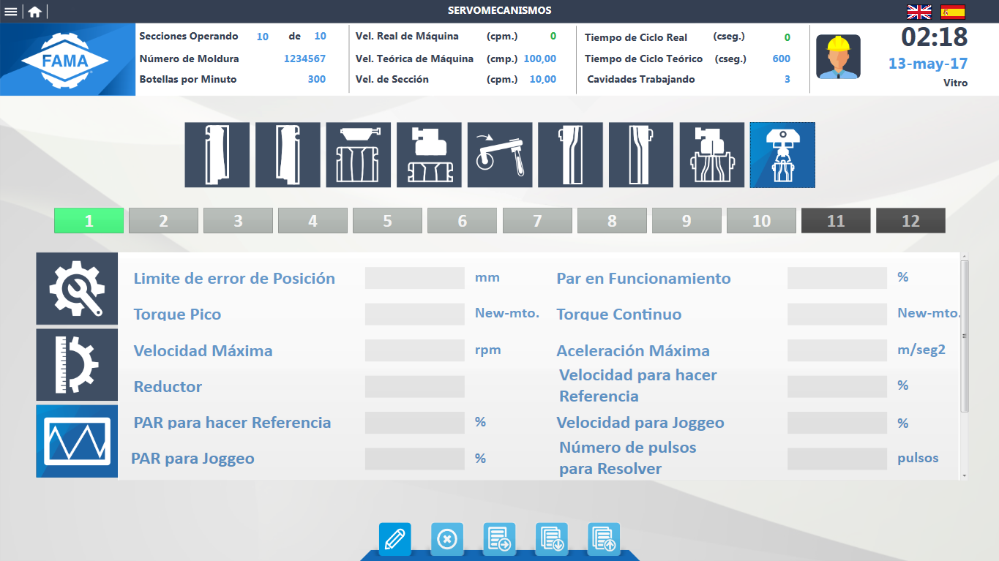 SERVOMECANISMOS
FAMA
Secciones Operando 10 de 10
Número de Moldura 1234567
Botellas por Minuto 300
Vel. Real de Máquina (cpm.) 0
Vel. Teórica de Máquina (cmp.) 100,00
Vel. de Sección (cpm.) 10,00
Tiempo de Ciclo Real (cseg.) 0
Tiempo de Ciclo Teórico (cseg.) 600
Cavidades Trabajando 3
02:18
13-may-17
Vitro
1 2 3 4 5 6 7 8 9 10 11 12
Limite de error de Posición mm Par en Funcionamiento %
Torque Pico New-mto. Torque Continuo New-mto.
Velocidad Máxima rpm Aceleración Máxima m/seg2
Reductor Velocidad para hacer
Referencia %
PAR para hacer Referencia % Velocidad para Joggeo %
PAR para Joggeo % Número de pulsos
para Resolver pulsos